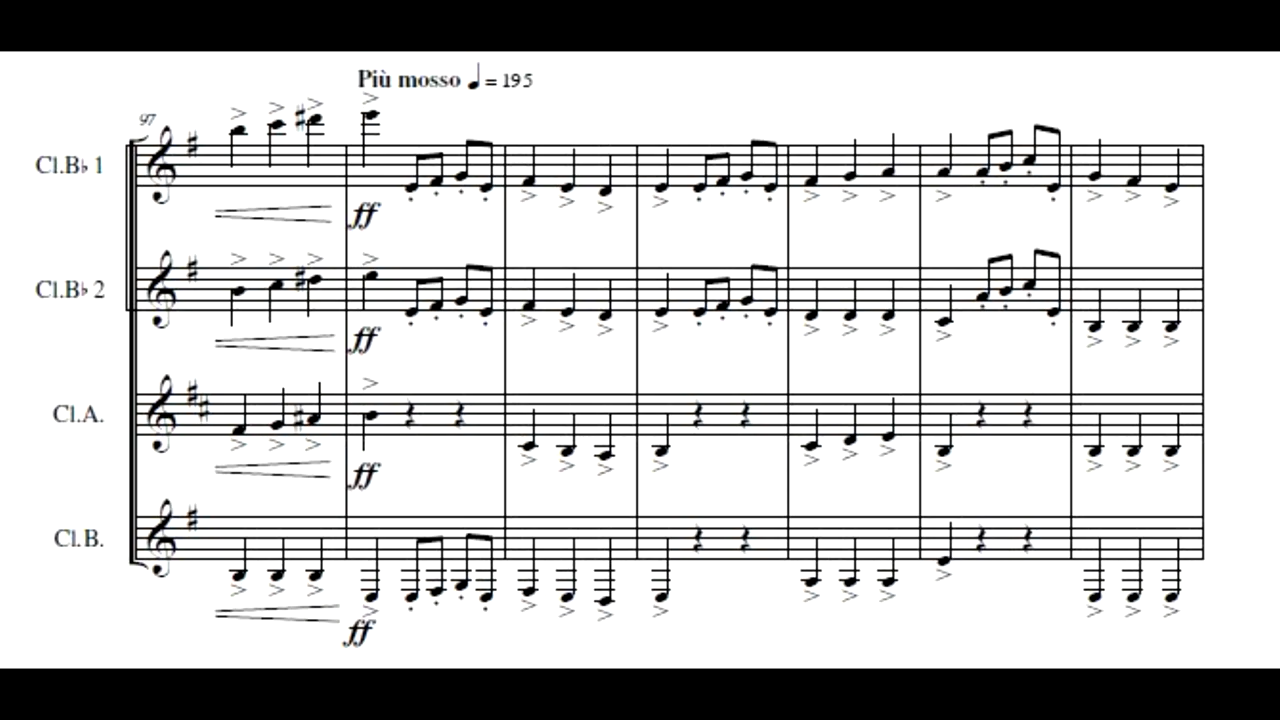 Più mosso ♩ = 195
97
Cl.B♭ 1
ff
Cl.B♭ 2
ff
Cl.A.
ff
Cl.B.
ff